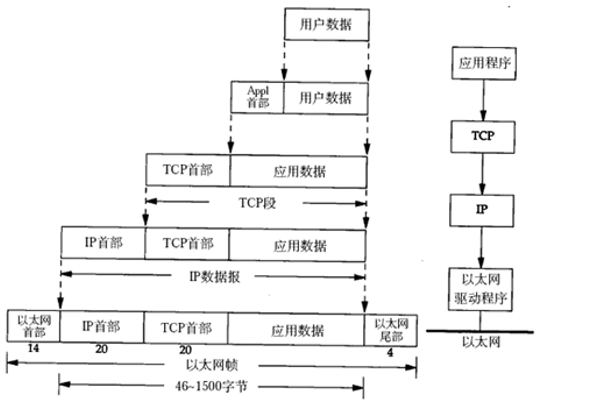 用户数据
应用程序
Appl
首部
用户数据
TCP
TCP首部
应用数据
TCP段
IP
IP首部
TCP首部
应用数据
IP数据报
以太网
驱动程序
以太网
首部
IP首部
TCP首部
应用数据
以太网
尾部
以太网
14
20
20
4
以太网帧
46~1500字节